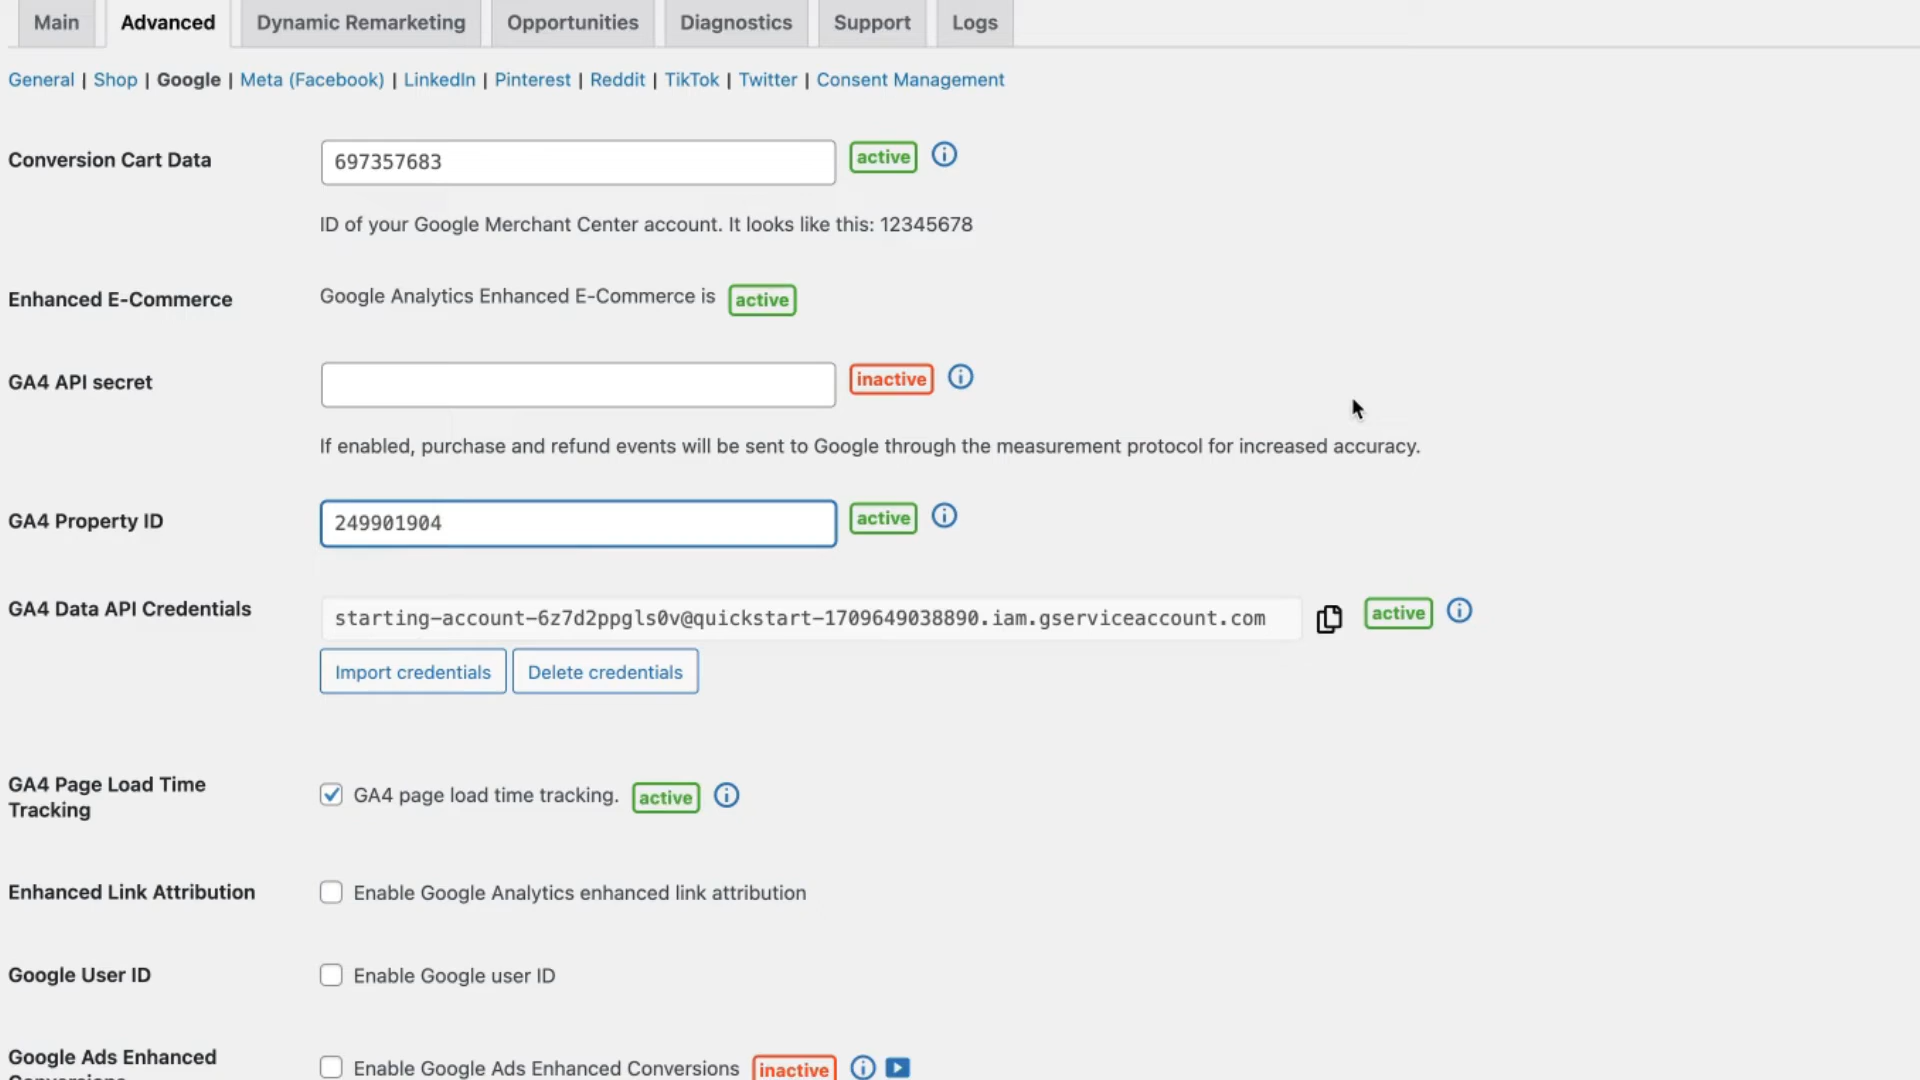 Main Advanced Dynamic Remarketing Opportunities Diagnostics Support Logs
General | Shop | Google | Meta (Facebook) | LinkedIn | Pinterest | Reddit | TikTok | Twitter | Consent Management
Conversion Cart Data 697357683 active
ID of your Google Merchant Center account. It looks like this: 12345678
Enhanced E-Commerce Google Analytics Enhanced E-Commerce is active
GA4 API secret inactive
If enabled, purchase and refund events will be sent to Google through the measurement protocol for increased accuracy.
GA4 Property ID 249901904 active
GA4 Data API Credentials starting-account-6z7d2ppgls0v@quickstart-1709649038890.iam.gserviceaccount.com active
Import credentials Delete credentials
GA4 Page Load Time
Tracking
GA4 page load time tracking. active
Enhanced Link Attribution Enable Google Analytics enhanced link attribution
Google User ID Enable Google user ID
Google Ads Enhanced
Conversions
Enable Google Ads Enhanced Conversions inactive